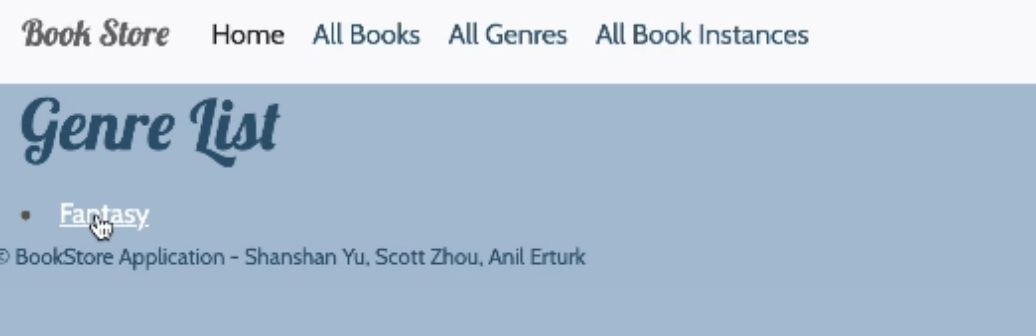 Book Store Home All Books All Genres All Book Instances
Genre List
Fantasy
© BookStore Application - Shanshan Yu, Scott Zhou, Anil Erturk